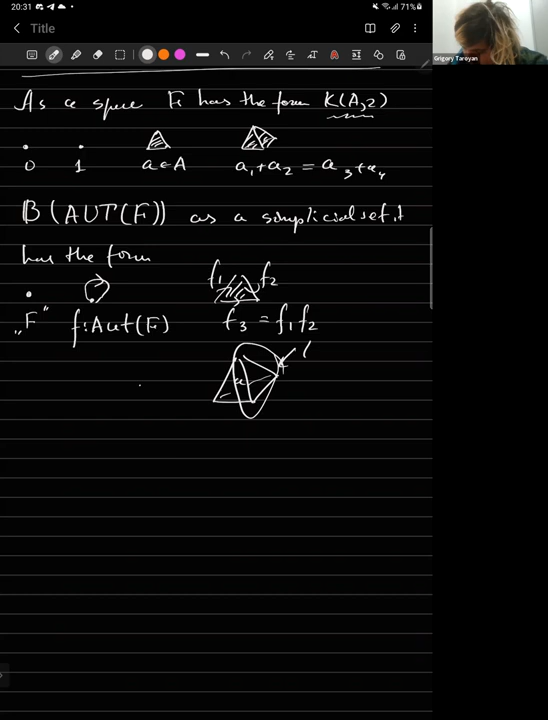 20:31
71%
Title
Grigory Taroyan
As a space F has the form K(A,2)
0 1 a∈A a₁+a₂ = a₃+a₄
B(AUT(F)) as a simplicial set it
has the form
f₁ f₂
„F" f:Aut(F) f₃ = f₁f₂